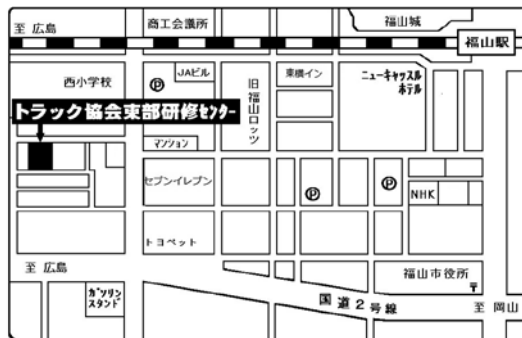 至 広島
商工会議所
福山城
福山駅
西小学校
Ⓟ
JAビル
旧福山ロッツ
東横イン
ニューキャッスル
ホテル
トラック協会東部研修センター
マンション
セブンイレブン
Ⓟ
Ⓟ
NHK
トヨペット
至 広島
福山市役所
〒
ガソリン
スタンド
国道2号線
至 岡山